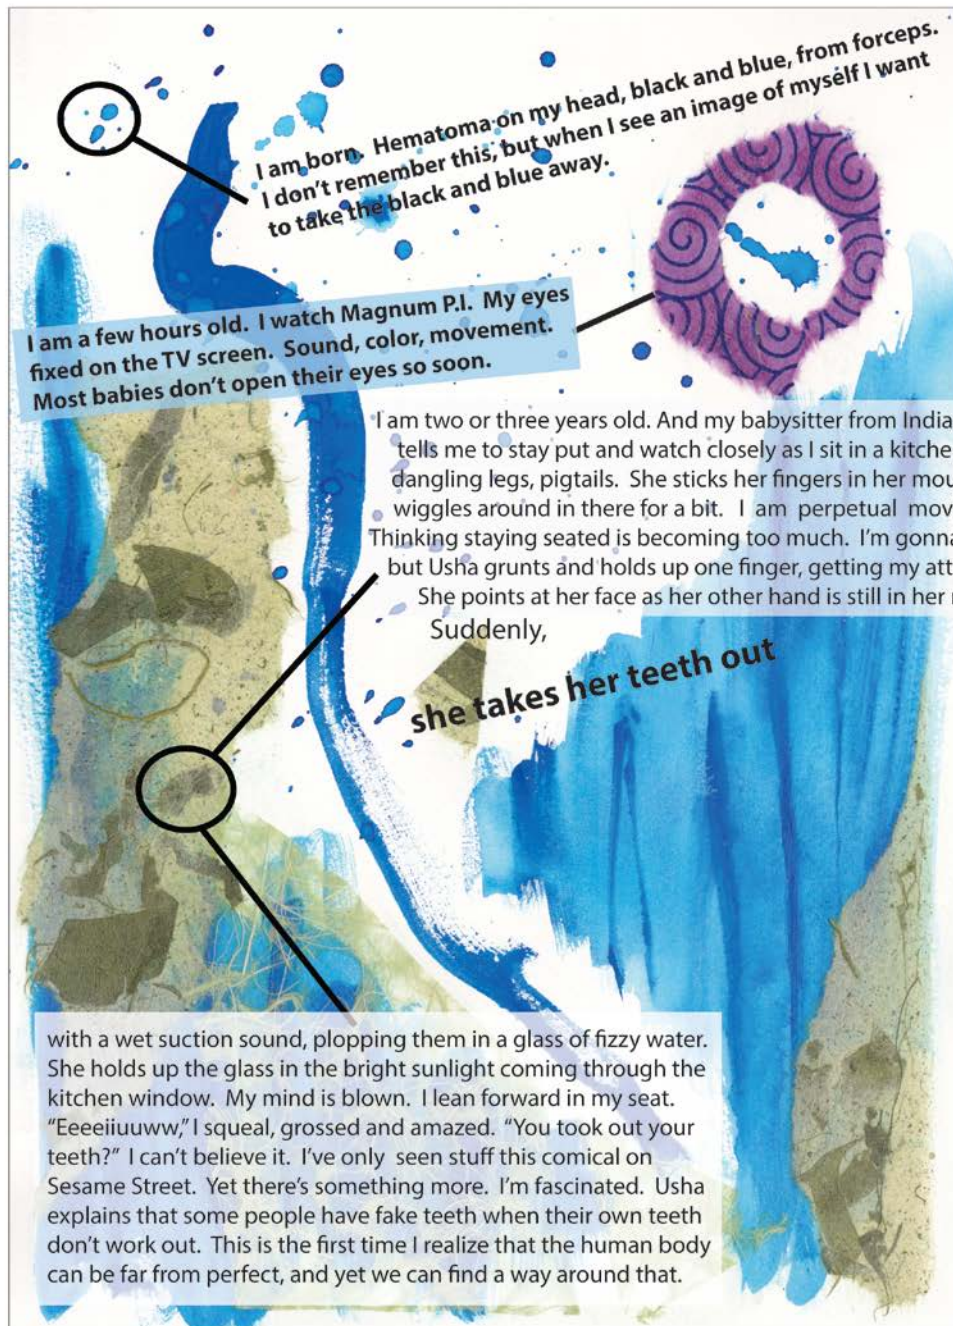 I am born. Hematoma on my head, black and blue, from forceps.
I don't remember this, but when I see an image of myself I want
to take the black and blue away.
I am a few hours old. I watch Magnum P.I. My eyes
fixed on the TV screen. Sound, color, movement.
Most babies don't open their eyes so soon.
I am two or three years old. And my babysitter from India
tells me to stay put and watch closely as I sit in a
dangling legs, pigtails. She sticks her fingers in her
wiggles around in there for a bit. I am perpetual
Thinking staying seated is becoming too much. I'm gonna
but Usha grunts and holds up one finger, getting my
She points at her face as her other hand is still in her
Suddenly,
she takes her teeth out
with a wet suction sound, plopping them in a glass of fizzy water.
She holds up the glass in the bright sunlight coming through the
kitchen window. My mind is blown. I lean forward in my seat.
“Eeeeiiuuww,” I squeal, grossed and amazed. “You took out your
teeth?” I can't believe it. I've only seen stuff this comical on
Sesame Street. Yet there's something more. I'm fascinated. Usha
explains that some people have fake teeth when their own teeth
don't work out. This is the first time I realize that the human body
can be far from perfect, and yet we can find a way around that.